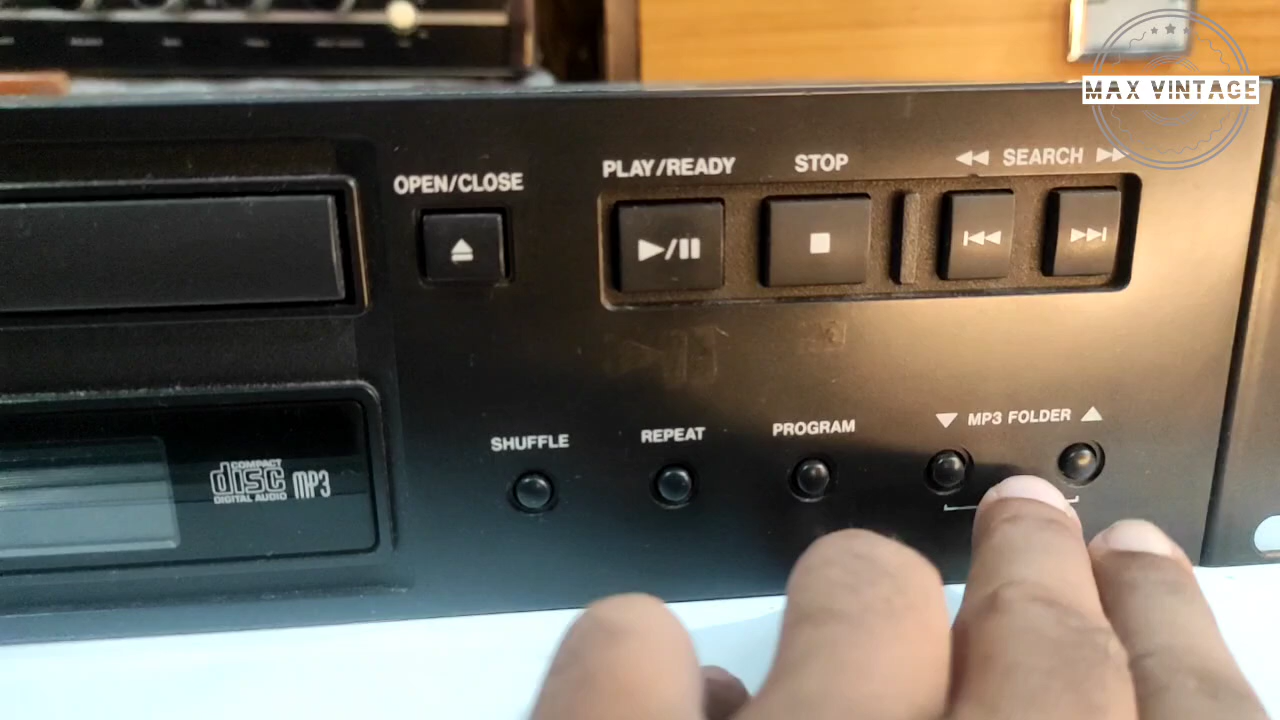 MAX VINTAGE
OPEN/CLOSE
PLAY/READY
STOP
SEARCH
SHUFFLE
REPEAT
PROGRAM
MP3 FOLDER
COMPACT
disc
DIGITAL AUDIO
MP3